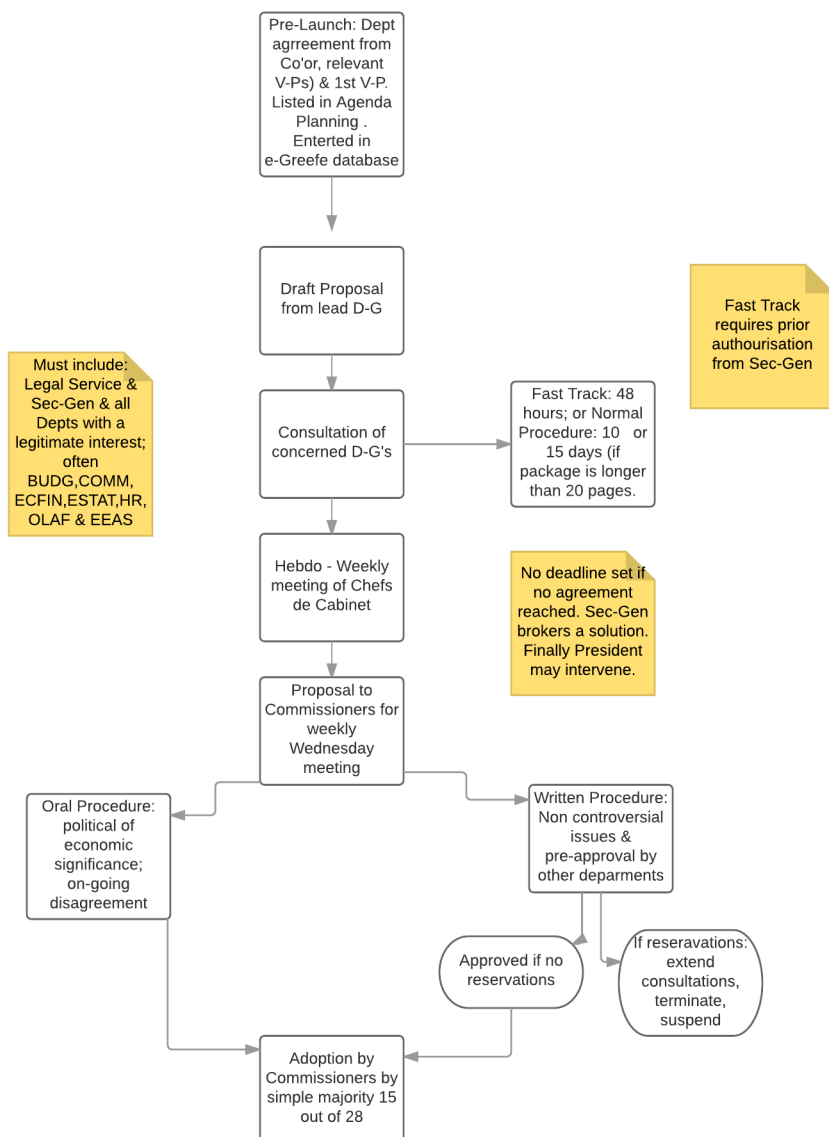 Pre-Launch: Dept
agreement from
Co'or, relevant
V-Ps) & 1st V-P.
Listed in Agenda
Planning .
Enterted in
e-Greefe database
Draft Proposal
from lead D-G
Fast Track
requires prior
authourisation
from Sec-Gen
Must include:
Legal Service &
Sec-Gen & all
Depts with a
legitimate interest;
often
BUDG,COMM,
ECFIN,ESTAT,HR,
OLAF & EEAS
Consultation of
concerned D-G's
Fast Track: 48
hours; or Normal
Procedure: 10 or
15 days (if
package is longer
than 20 pages.
Hebdo - Weekly
meeting of Chefs
de Cabinet
No deadline set if
no agreement
reached. Sec-Gen
brokers a solution.
Finally President
may intervene.
Proposal to
Commissioners for
weekly
Wednesday
meeting
Oral Procedure:
political of
economic
significance;
on-going
disagreement
Written Procedure:
Non controversial
issues &
pre-approval by
other deparments
Approved if no
reservations
If reseravations:
extend
consultations,
terminate,
suspend
Adoption by
Commissioners by
simple majority 15
out of 28